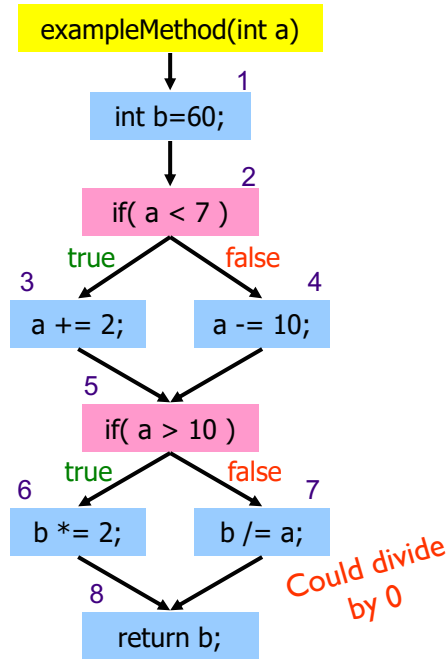 exampleMethod(int a)
1
int b=60;
2
if( a < 7 )
true
false
3
4
a += 2;
a -= 10;
5
if( a > 10 )
true
false
6
7
b *= 2;
b /= a;
Could divide
by 0
8
return b;